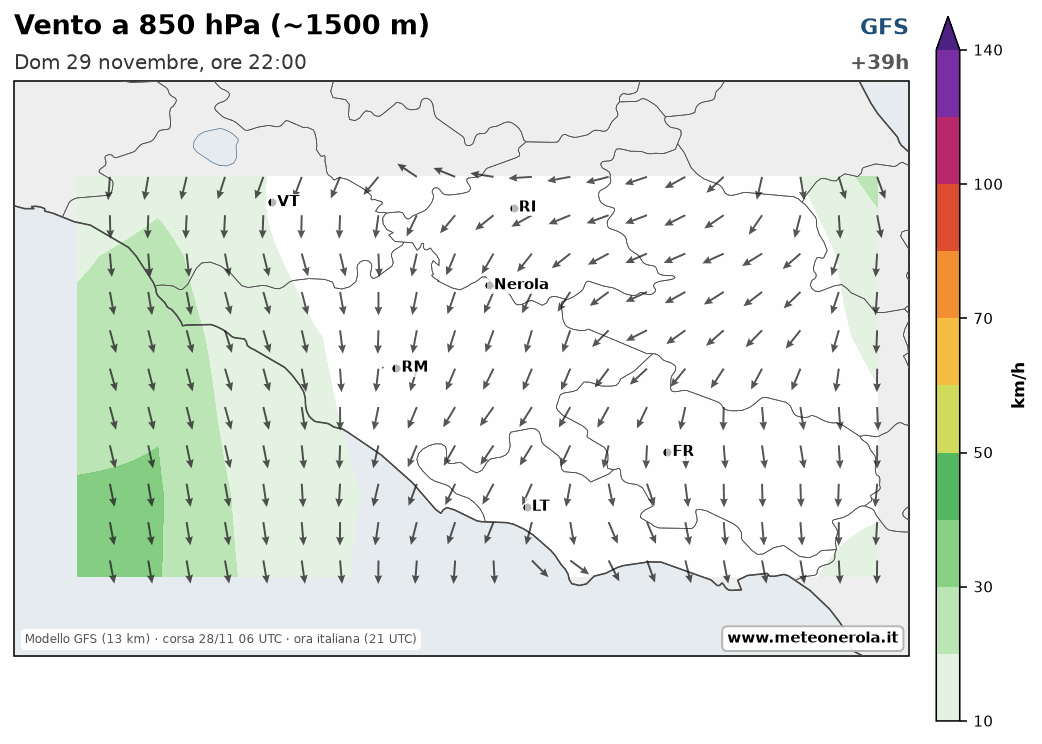 Vento a 850 hPa (~1500 m)
GFS
Dom 29 novembre, ore 22:00
+39h
VT
RI
Nerola
RM
FR
LT
Modello GFS (13 km) · corsa 28/11 06 UTC · ora italiana (21 UTC)
www.meteonerola.it
140
100
70
50
30
10
km/h